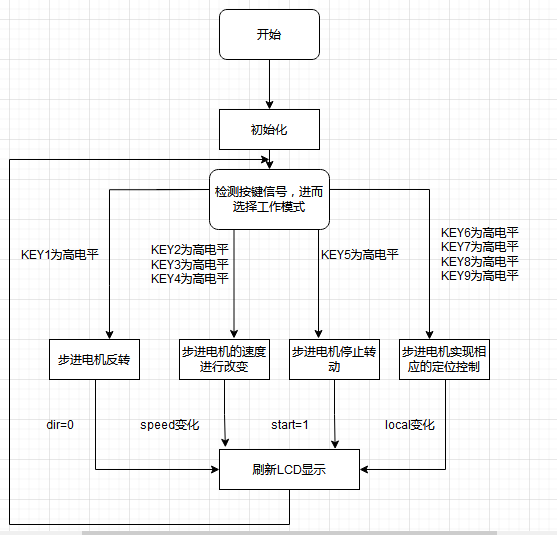 开始
初始化
检测按键信号，进而
选择工作模式
KEY1为高电平
KEY2为高电平
KEY3为高电平
KEY4为高电平
KEY5为高电平
KEY6为高电平
KEY7为高电平
KEY8为高电平
KEY9为高电平
步进电机反转
步进电机的速度
进行改变
步进电机停止转
动
步进电机实现相
应的定位控制
dir=0
speed变化
start=1
local变化
刷新LCD显示